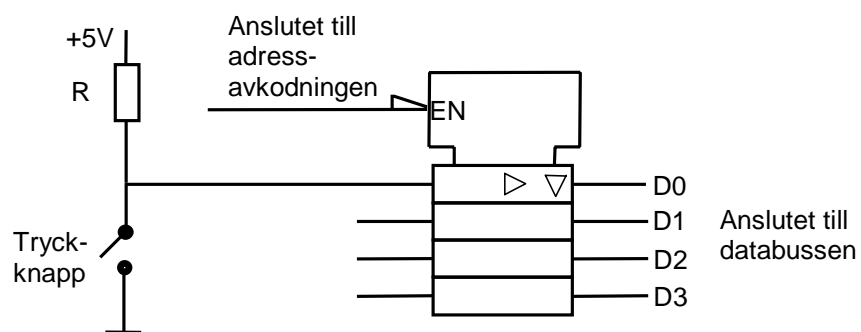 +5V
R
Anslutet till
adress-
avkodningen
EN
D0
D1
D2
D3
Anslutet till
databussen
Tryck-
knapp